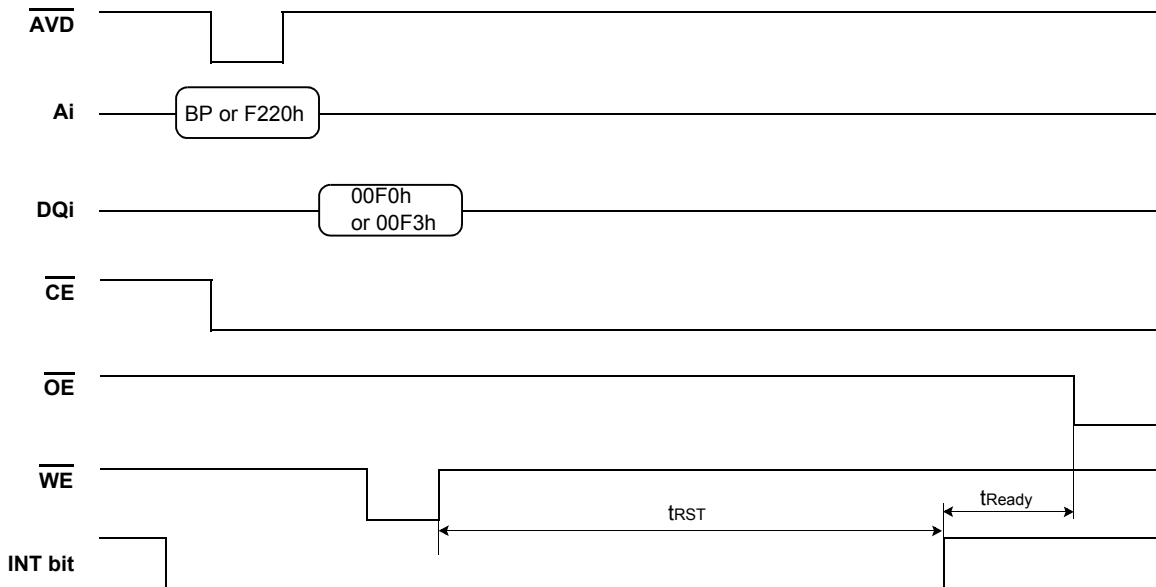 AVD
Ai
BP or F220h
DQi
00F0h
or 00F3h
CE
OE
WE
tRST
tReady
INT bit